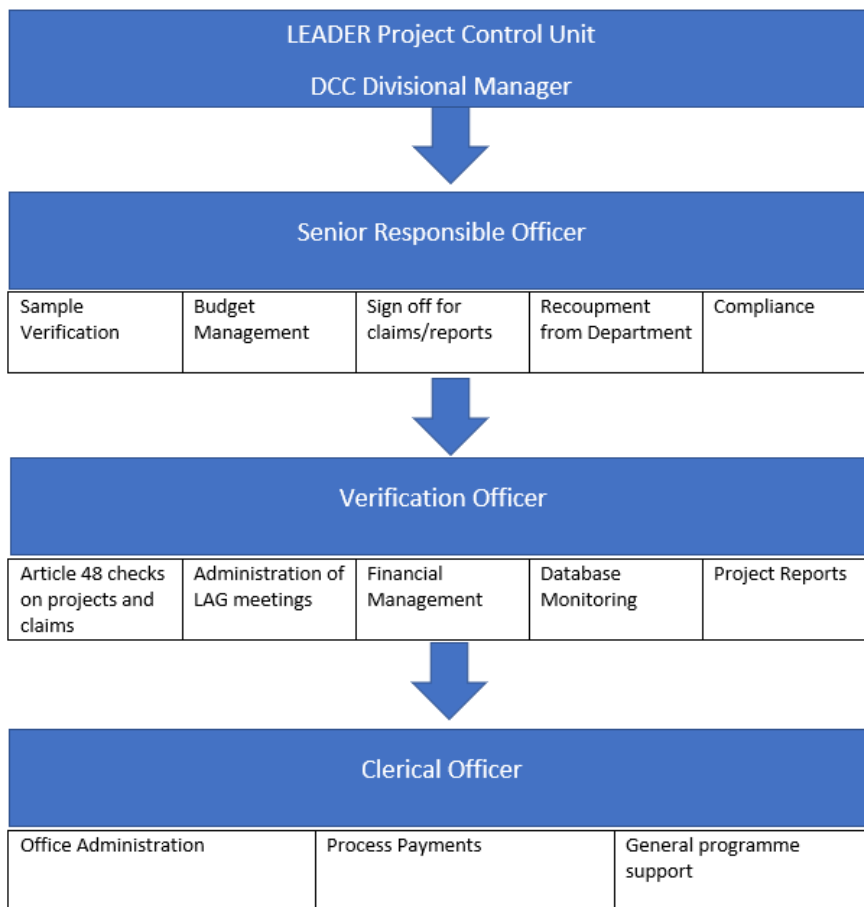 LEADER Project Control Unit
DCC Divisional Manager
Senior Responsible Officer
Sample
Verification
Budget
Management
Sign off for
claims/reports
Recoupment
from Department
Compliance
Verification Officer
Article 48 checks
on projects and
claims
Administration of
LAG meetings
Financial
Management
Database
Monitoring
Project Reports
Clerical Officer
Office Administration
Process Payments
General programme
support